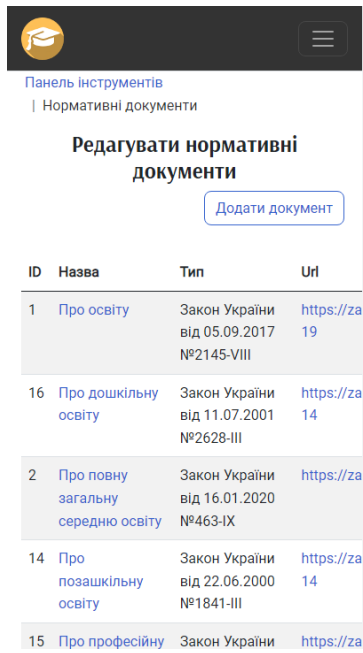 Панель інструментів
| Нормативні документи
Редагувати нормативні
документи
Додати документ
ID Назва Тип Url
1 Про освіту Закон України https://za
від 05.09.2017 19
№2145-VIII
16 Про дошкільну Закон України https://za
освіту від 11.07.2001 14
№2628-III
2 Про повну Закон України https://za
загальну від 16.01.2020
середню освіту №463-IX
14 Про Закон України https://za
позашкільну від 22.06.2000 14
освіту №1841-III
15 Про професійну Закон України https://za